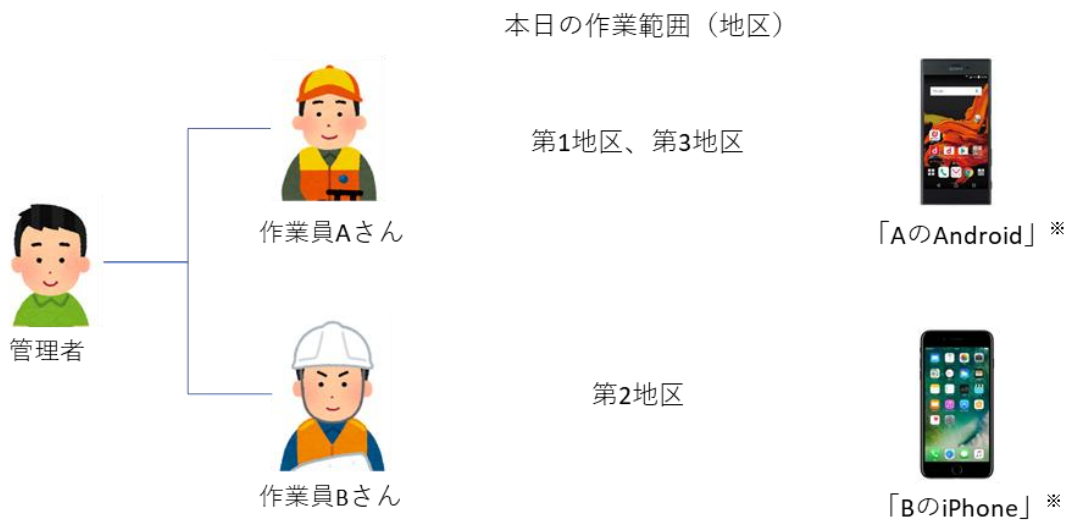 本日の作業範囲（地区）
第1地区、第3地区
作業員Aさん
「AのAndroid」※
管理者
第2地区
作業員Bさん
「BのiPhone」※